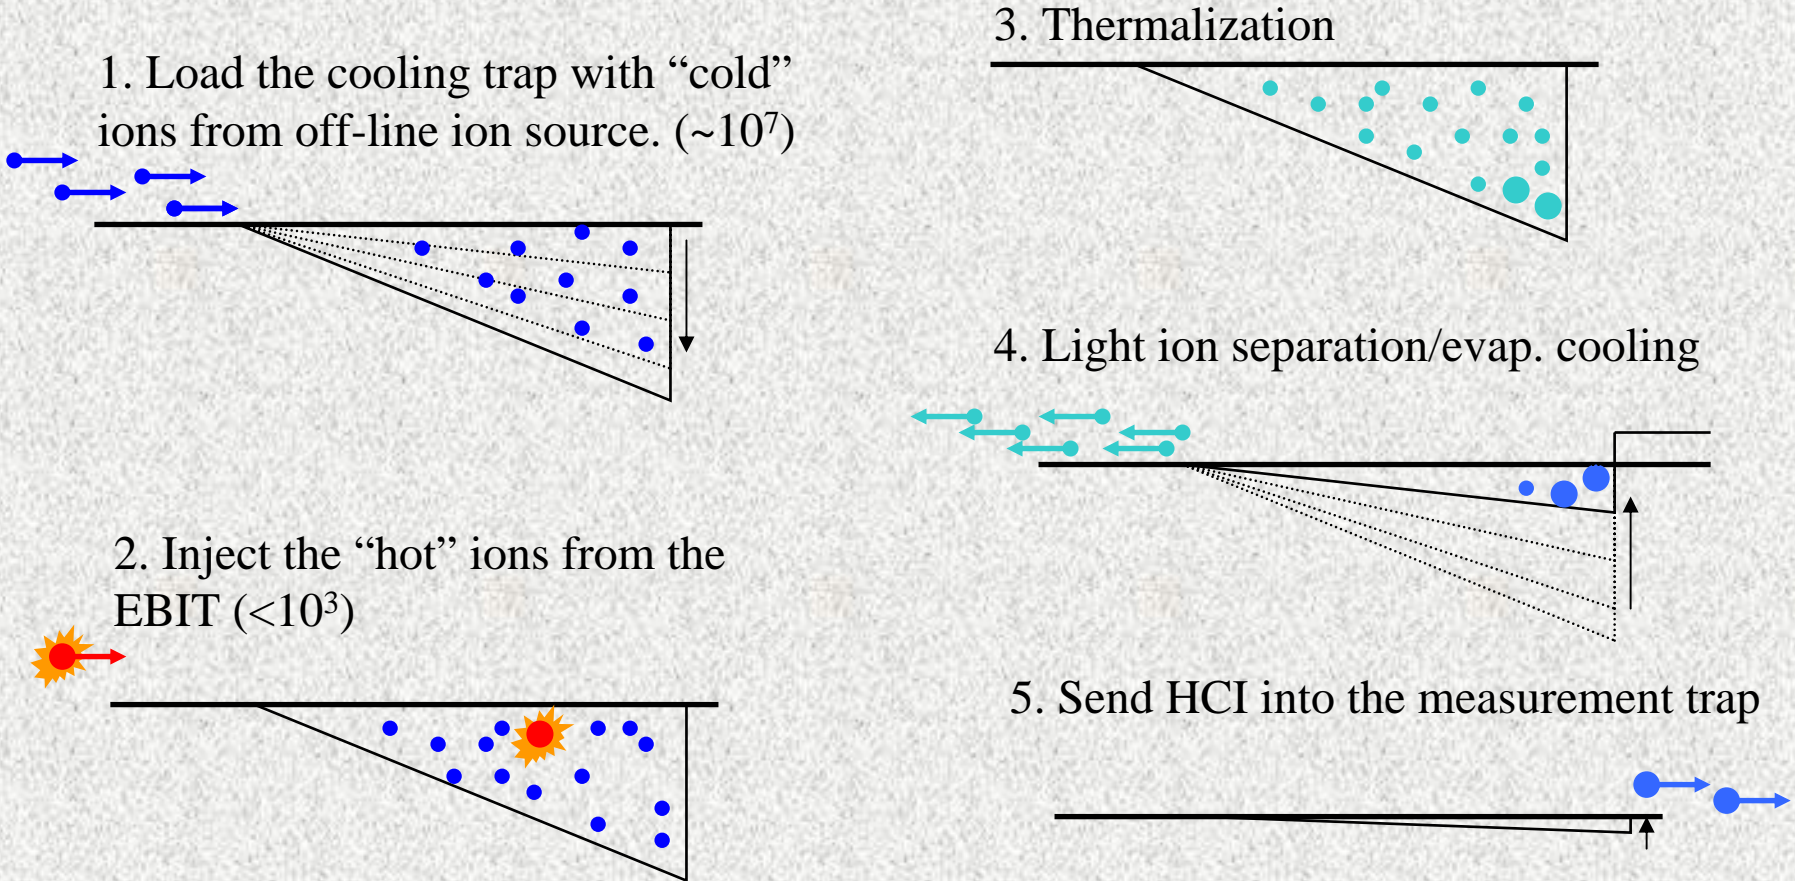 1. Load the cooling trap with “cold”
ions from off-line ion source. (~10⁷)
2. Inject the “hot” ions from the
EBIT (<10³)
3. Thermalization
4. Light ion separation/evap. cooling
5. Send HCI into the measurement trap